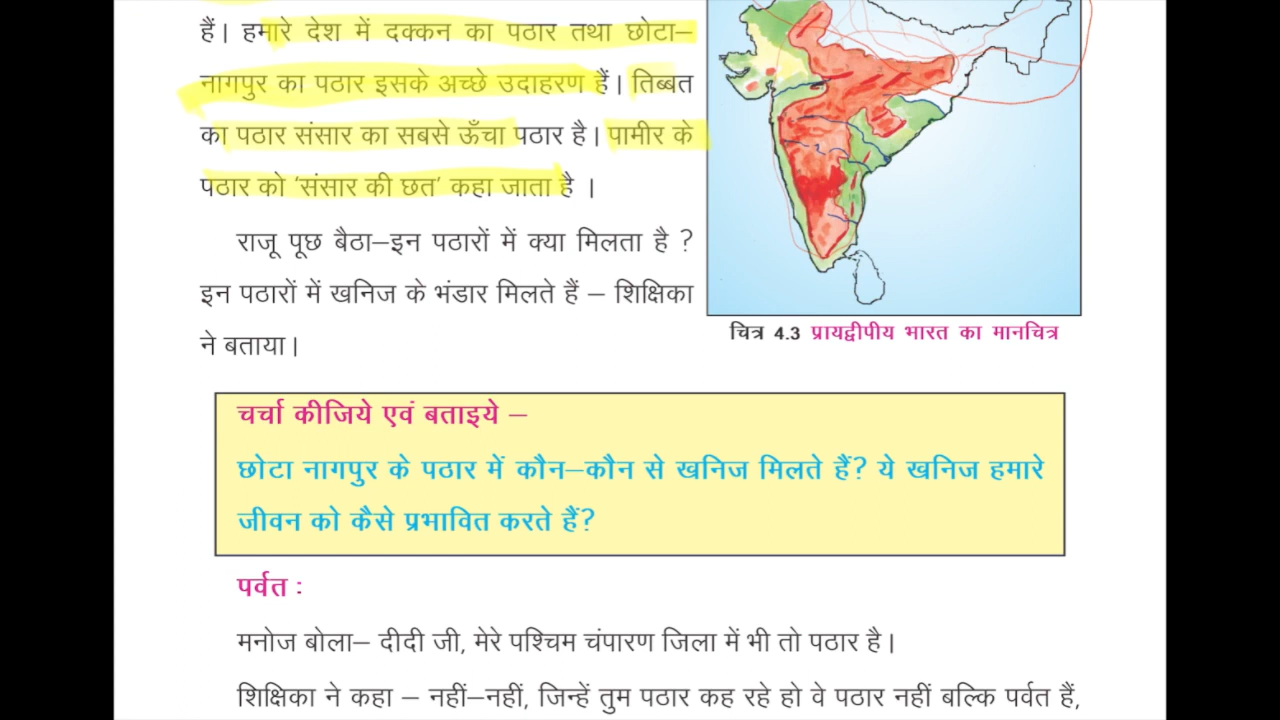 हैं। हमारे देश में दक्कन का पठार तथा छोटा–
नागपुर का पठार इसके अच्छे उदाहरण हैं। तिब्बत
का पठार संसार का सबसे ऊँचा पठार है। पामीर के
पठार को ‘संसार की छत’ कहा जाता है ।
राजू पूछ बैठा–इन पठारों में क्या मिलता है ?
इन पठारों में खनिज के भंडार मिलते हैं – शिक्षिका
ने बताया।
चित्र 4.3 प्रायद्वीपीय भारत का मानचित्र
चर्चा कीजिये एवं बताइये –
छोटा नागपुर के पठार में कौन–कौन से खनिज मिलते हैं? ये खनिज हमारे
जीवन को कैसे प्रभावित करते हैं?
पर्वत :
मनोज बोला– दीदी जी, मेरे पश्चिम चंपारण जिला में भी तो पठार है।
शिक्षिका ने कहा – नहीं–नहीं, जिन्हें तुम पठार कह रहे हो वे पठार नहीं बल्कि पर्वत हैं,